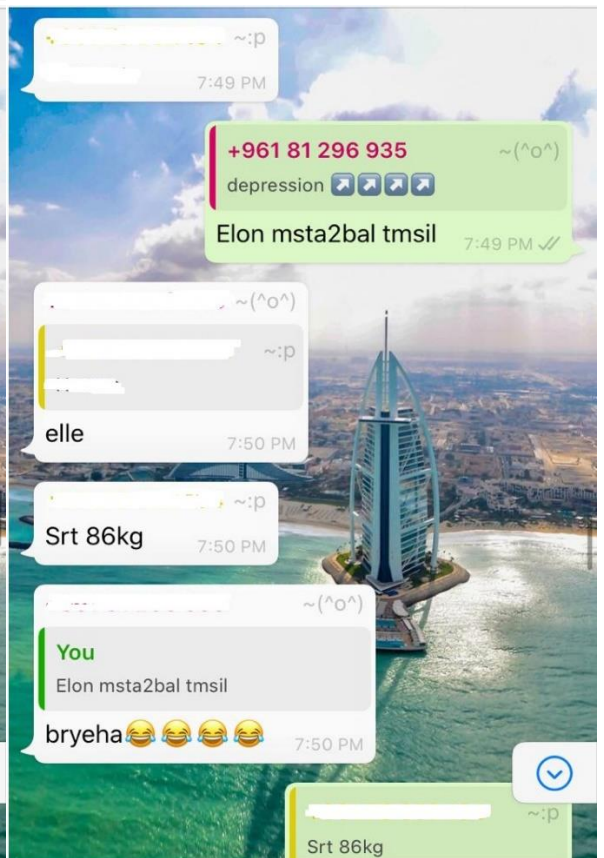 ~:p
7:49 PM
+961 81 296 935 ~(^o^)
depression ↗️↗️↗️↗️
Elon msta2bal tmsil 7:49 PM
~(^o^)
~:p
elle 7:50 PM
~:p
Srt 86kg 7:50 PM
~(^o^)
You
Elon msta2bal tmsil
bryeha😂😂😂😂 7:50 PM
~:p
Srt 86kg